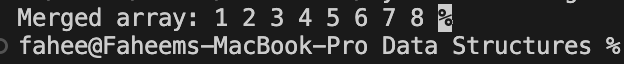 Merged array: 1 2 3 4 5 6 7 8 %
fahee@Faheems-MacBook-Pro Data Structures %